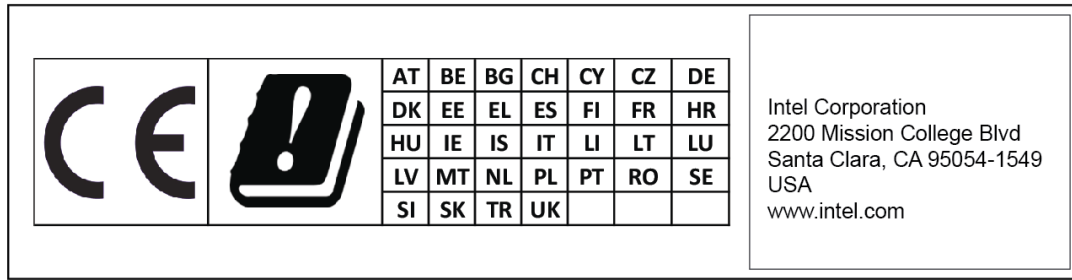 CE
!
AT BE BG CH CY CZ DE
DK EE EL ES FI FR HR
HU IE IS IT LI LT LU
LV MT NL PL PT RO SE
SI SK TR UK
Intel Corporation
2200 Mission College Blvd
Santa Clara, CA 95054-1549
USA
www.intel.com